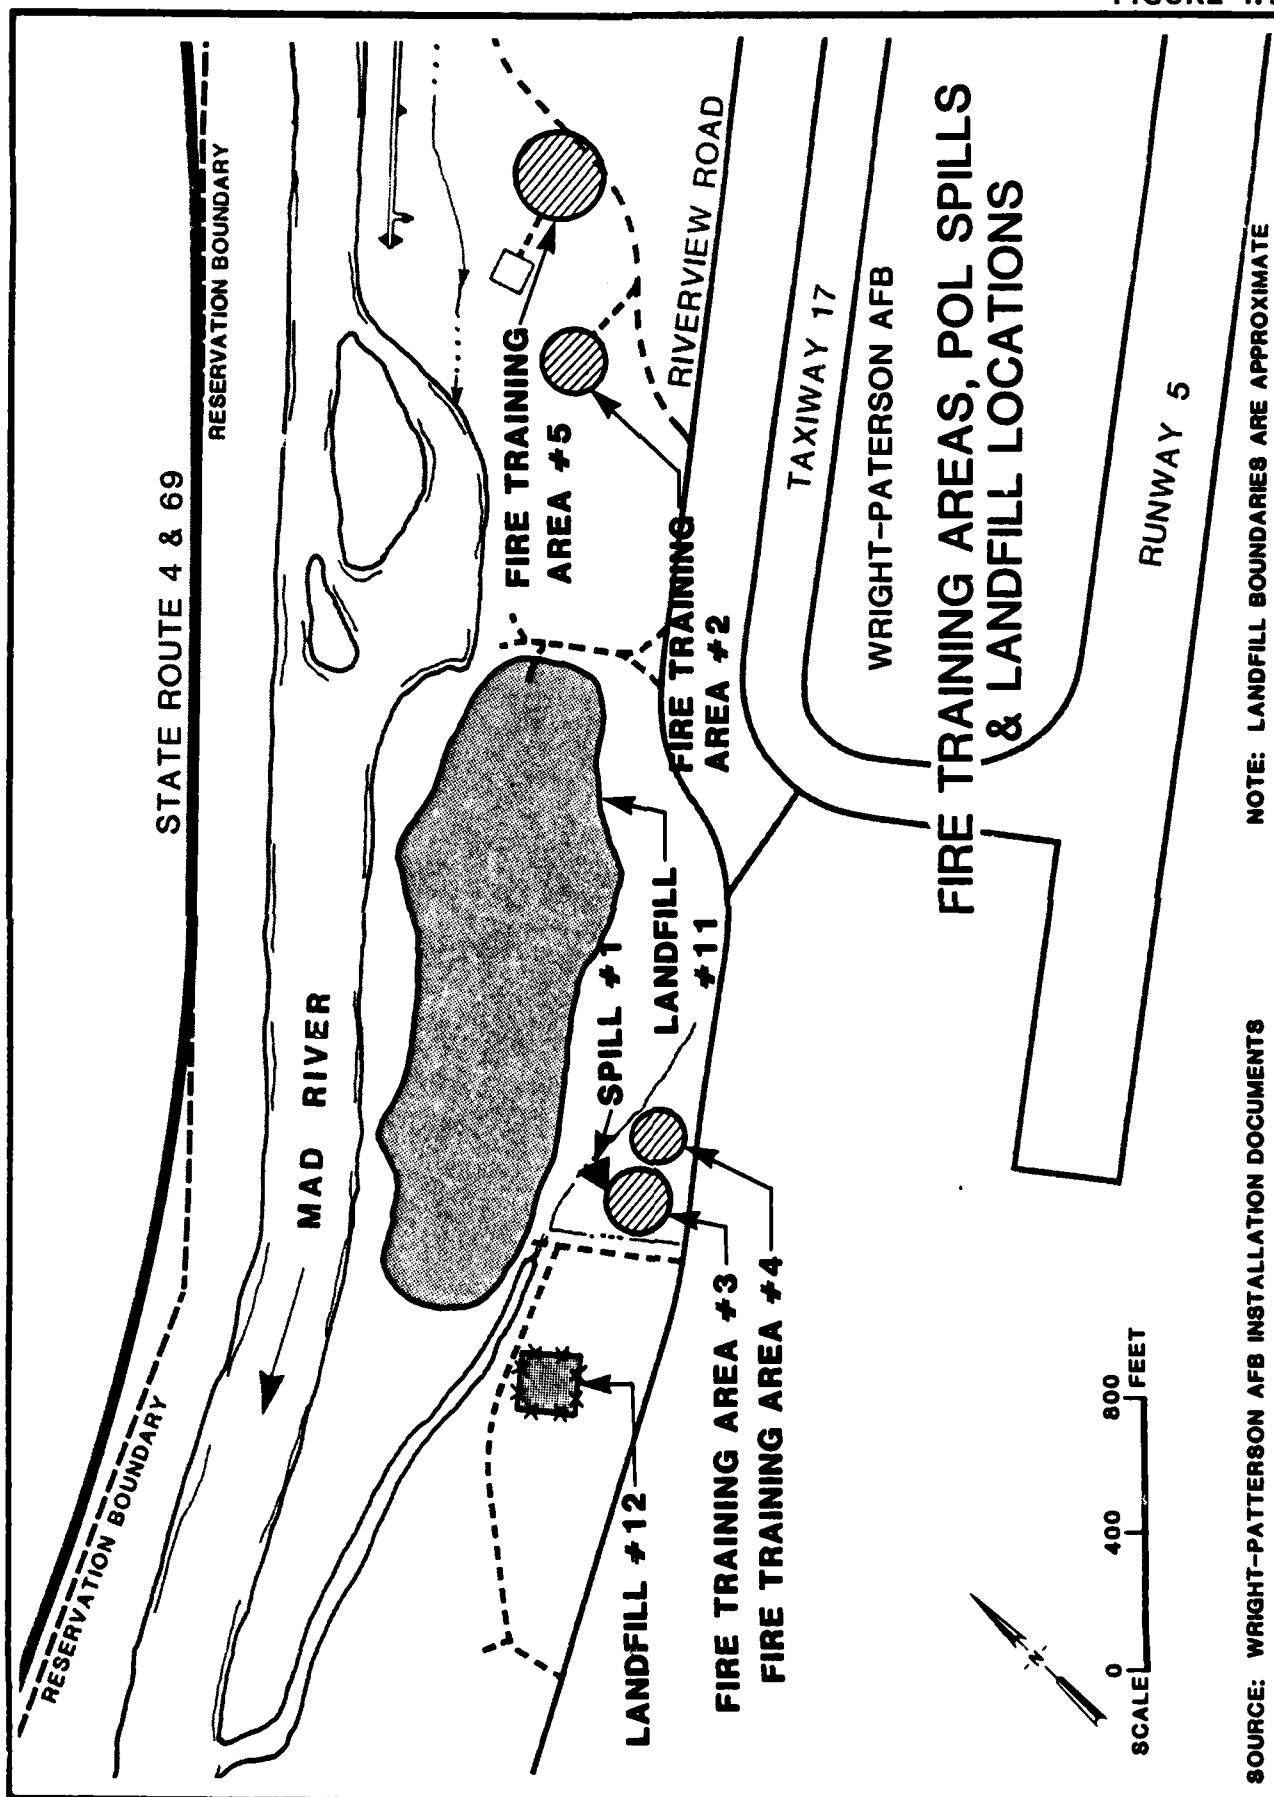 STATE ROUTE 4 & 69
RESERVATION BOUNDARY
RESERVATION BOUNDARY
MAD RIVER
FIRE TRAINING
AREA #5
SPILL #1
LANDFILL
#11
FIRE TRAINING
AREA #2
RIVERVIEW ROAD
LANDFILL #12
FIRE TRAINING AREA #3
FIRE TRAINING AREA #4
TAXIWAY 17
WRIGHT-PATERSON AFB
FIRE TRAINING AREAS, POL SPILLS
& LANDFILL LOCATIONS
RUNWAY 5
N
0 400 800
SCALE FEET
SOURCE: WRIGHT-PATTERSON AFB INSTALLATION DOCUMENTS
NOTE: LANDFILL BOUNDARIES ARE APPROXIMATE